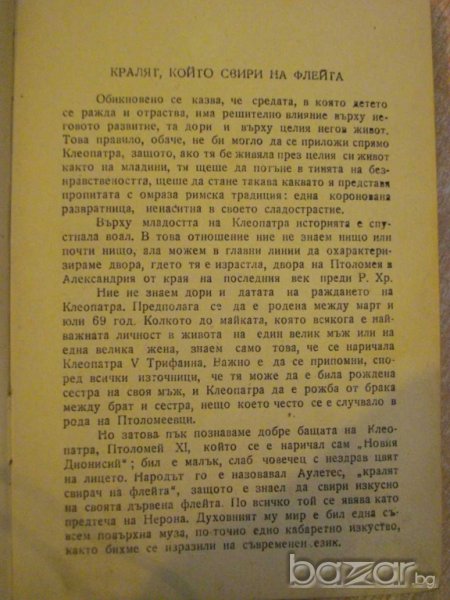 КРАЛЯТ, КОЙТО СВИРИ НА ФЛЕЙТА
Обикновено се казва, че средата, в която детето
се ражда и отраства, има решително влияние върху не-
говото развитие, та дори и върху целия негов живот.
Това правило, обаче, не би могло да се приложи спрямо
Клеопатра, защото, ако тя бе живяла през целия си живот
както на младини, тя щеше да потъне в тинята на без-
нравствеността, щеше да стане такава каквато я представя
пропитата с омраза римска традиция: една коронована
развратница, ненаситна в своето сладострастие.
Върху младостта на Клеопатра историята е спу-
стнала воал. В това отношение ние не знаем нищо или
почти нищо, ала можем в главни линии да охарактери-
зираме двора, гдето тя е израстла, двора на Птоломея в
Александрия от края на последния век преди Р. Хр.
Ние не знаем дори и датата на раждането на
Клеопатра. Предполага се да е родена между март и
юли 69 год. Колкото до майката, която всякога е най-
важната личност в живота на един велик мъж или на
една велика жена, знаем само това, че се наричала
Клеопатра V Трифаина. Важно е да се припомни, според
всички източници, че тя може да е била рождена
сестра на своя мъж, и Клеопатра да е рожба от брака
между брат и сестра, нещо което често се е случвало в
рода на Птоломеевци.
Но затова пък познаваме добре бащата на Клео-
патра, Птоломей XI, който се е наричал сам „Новия
Дионисий“; бил е малък, слаб човечец с нездрав цвят
на лицето. Народът го е назовавал Аулетес, „кралят
свирач на флейта“, защото е знаел да свири изкусно
на своята дървена флейта. По всичко той се явява като
предтеча на Нерона. Духовният му мир е бил една съ-
всем повърхна муза, по-точно едно кабаретно изкуство,
както бихме се изразили на съвременен език.
bazar.bg